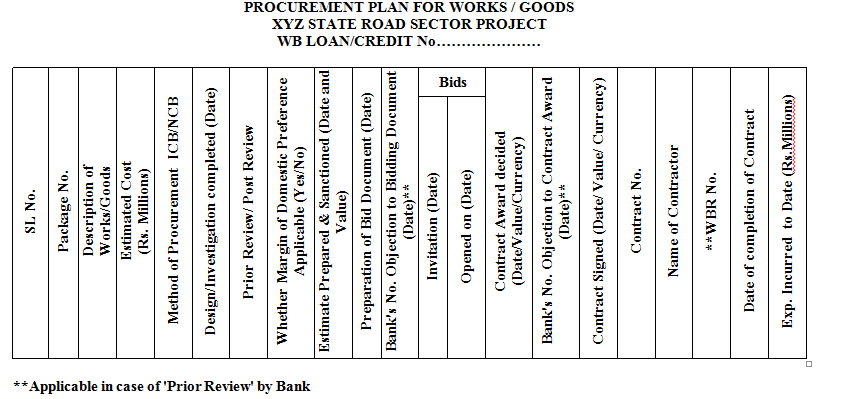 PROCUREMENT PLAN FOR WORKS / GOODS
XYZ STATE ROAD SECTOR PROJECT
WB LOAN/CREDIT No.…………………
SL No.
Package No.
Description of
Works/Goods
Estimated Cost
(Rs. Millions)
Method of Procurement ICB/NCB
Design/Investigation completed (Date)
Prior Review/ Post Review
Whether Margin of Domestic Preference
Applicable (Yes/No)
Estimate Prepared & Sanctioned (Date and
Value)
Preparation of Bid Document (Date)
Bank's No. Objection to Bidding Document
(Date)**
Bids
Invitation (Date)
Opened on (Date)
Contract Award decided
(Date/Value/Currency)
Bank's No. Objection to Contract Award
(Date)**
Contract Signed (Date/ Value/ Currency)
Contract No.
Name of Contractor
**WBR No.
Date of completion of Contract
Exp. Incurred to Date (Rs.Millions)
**Applicable in case of 'Prior Review' by Bank